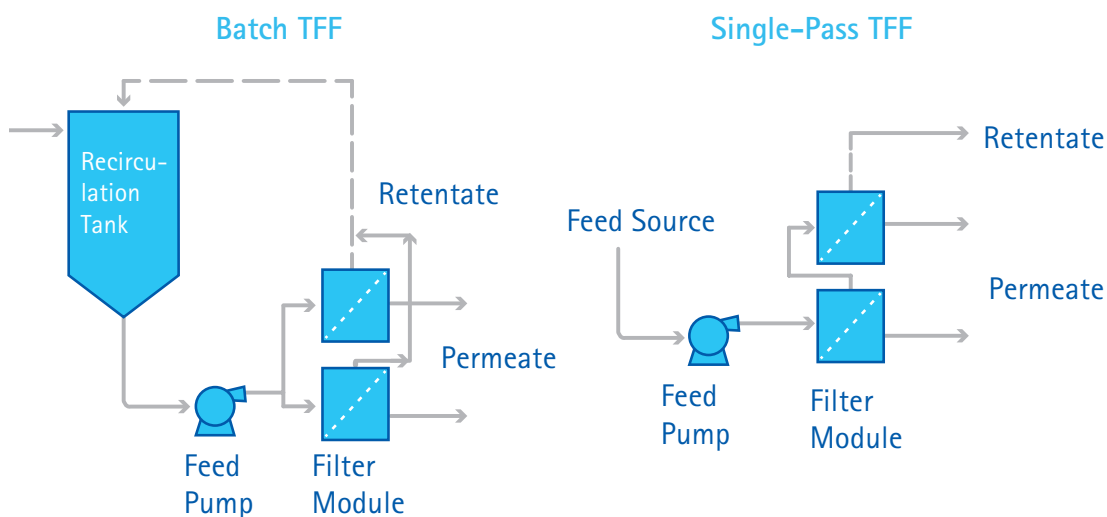 Batch TFF
Recircu-
lation
Tank
Retentate
Permeate
Feed
Pump
Filter
Module
Single-Pass TFF
Retentate
Feed Source
Permeate
Feed
Pump
Filter
Module